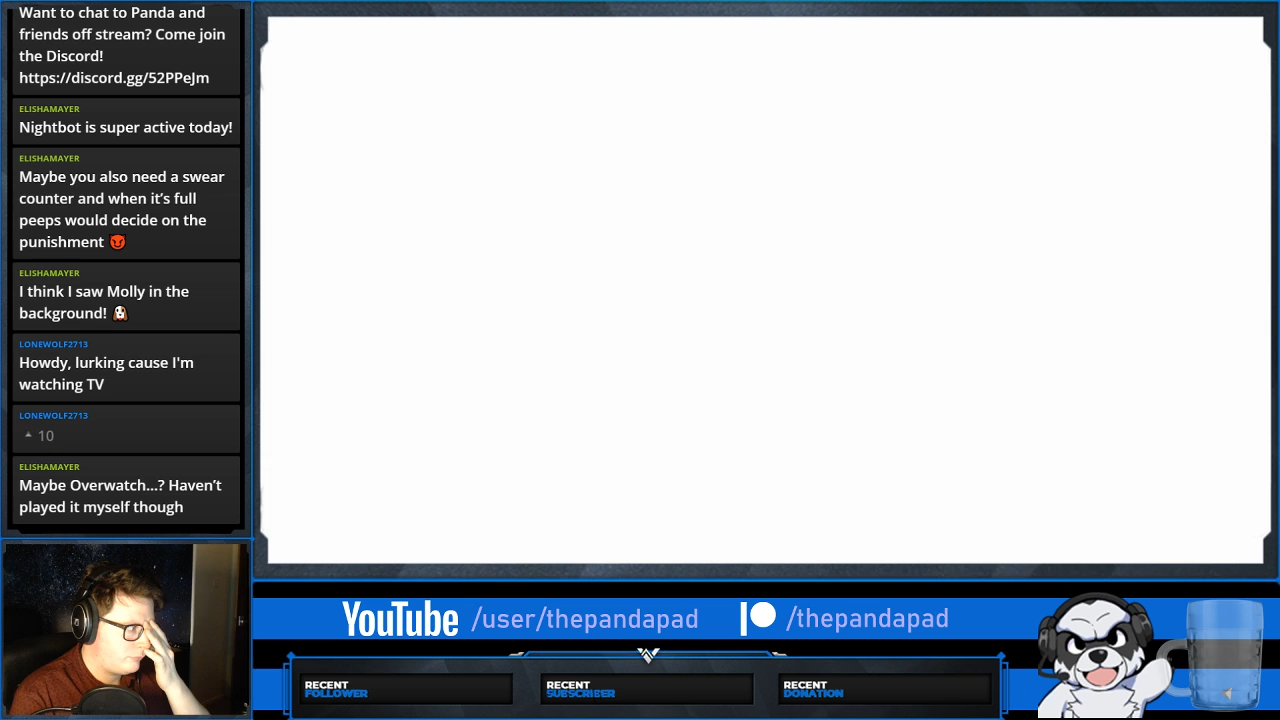 Want to chat to Panda and
friends off stream? Come join
the Discord!
https://discord.gg/52PPeJm
ELISHAMAYER
Nightbot is super active today!
ELISHAMAYER
Maybe you also need a swear
counter and when it's full
peeps would decide on the
punishment
ELISHAMAYER
I think I saw Molly in the
background!
LONEWOLF2713
Howdy, lurking cause I'm
watching TV
LONEWOLF2713
10
ELISHAMAYER
Maybe Overwatch...? Haven't
played it myself though
YouTube /user/thepandapad /thepandapad
RECENT
FOLLOWER
RECENT
SUBSCRIBER
RECENT
DONATION